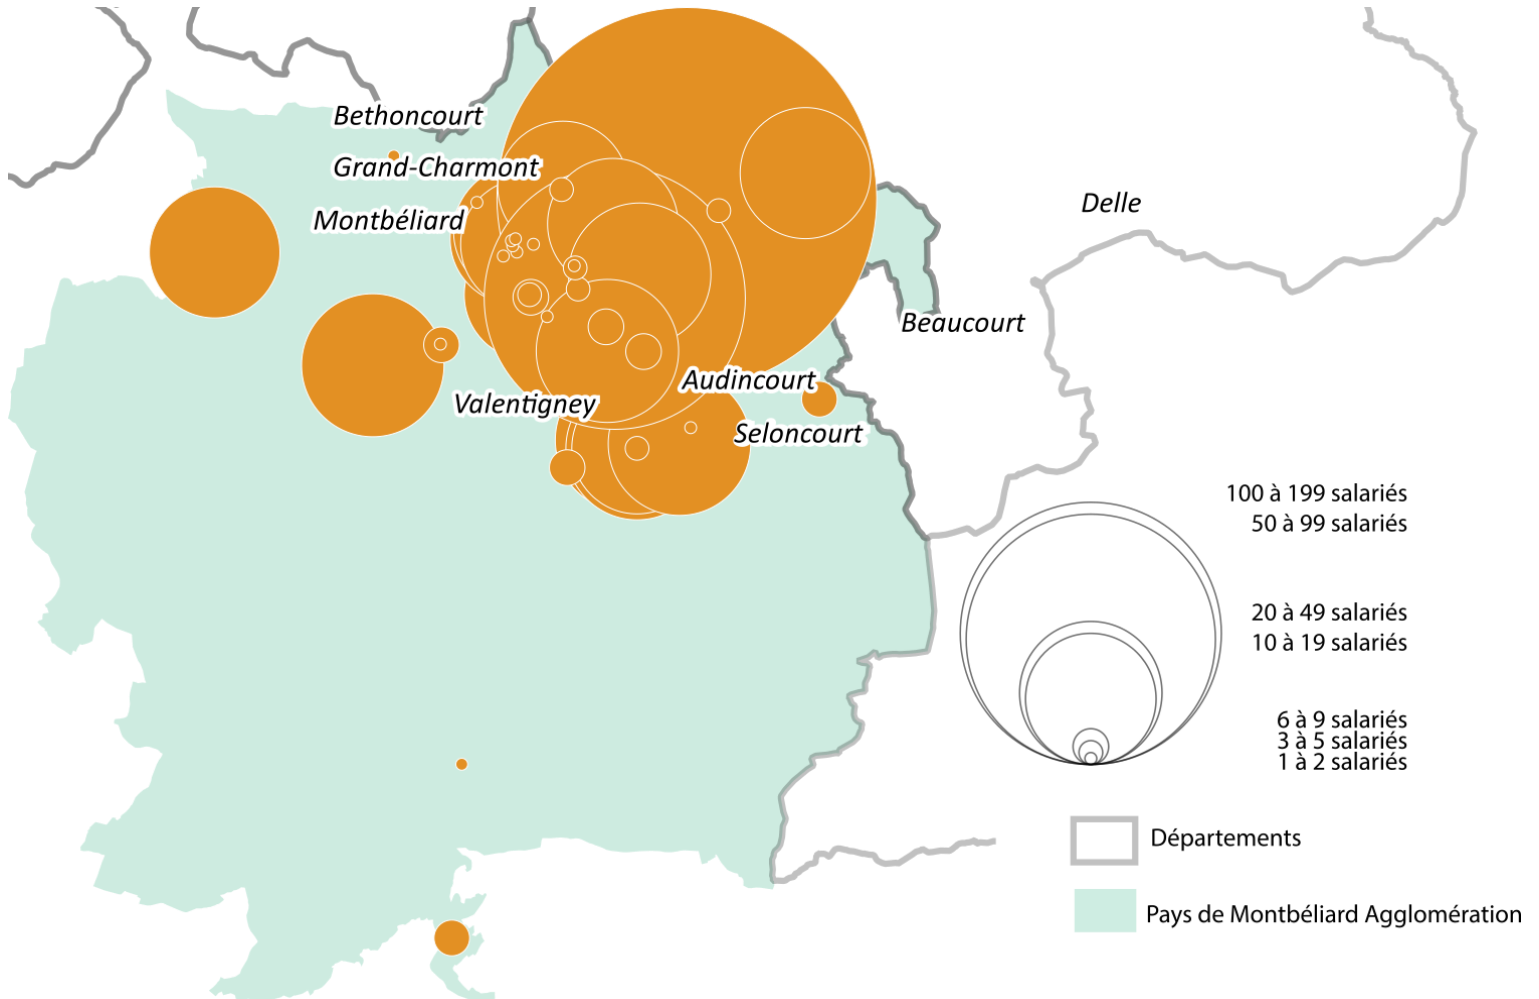 Bethoncourt
Grand-Charmont
Montbéliard
Delle
Beaucourt
Audincourt
Valentigney
Seloncourt
100 à 199 salariés
50 à 99 salariés
20 à 49 salariés
10 à 19 salariés
6 à 9 salariés
3 à 5 salariés
1 à 2 salariés
Départements
Pays de Montbéliard Agglomération